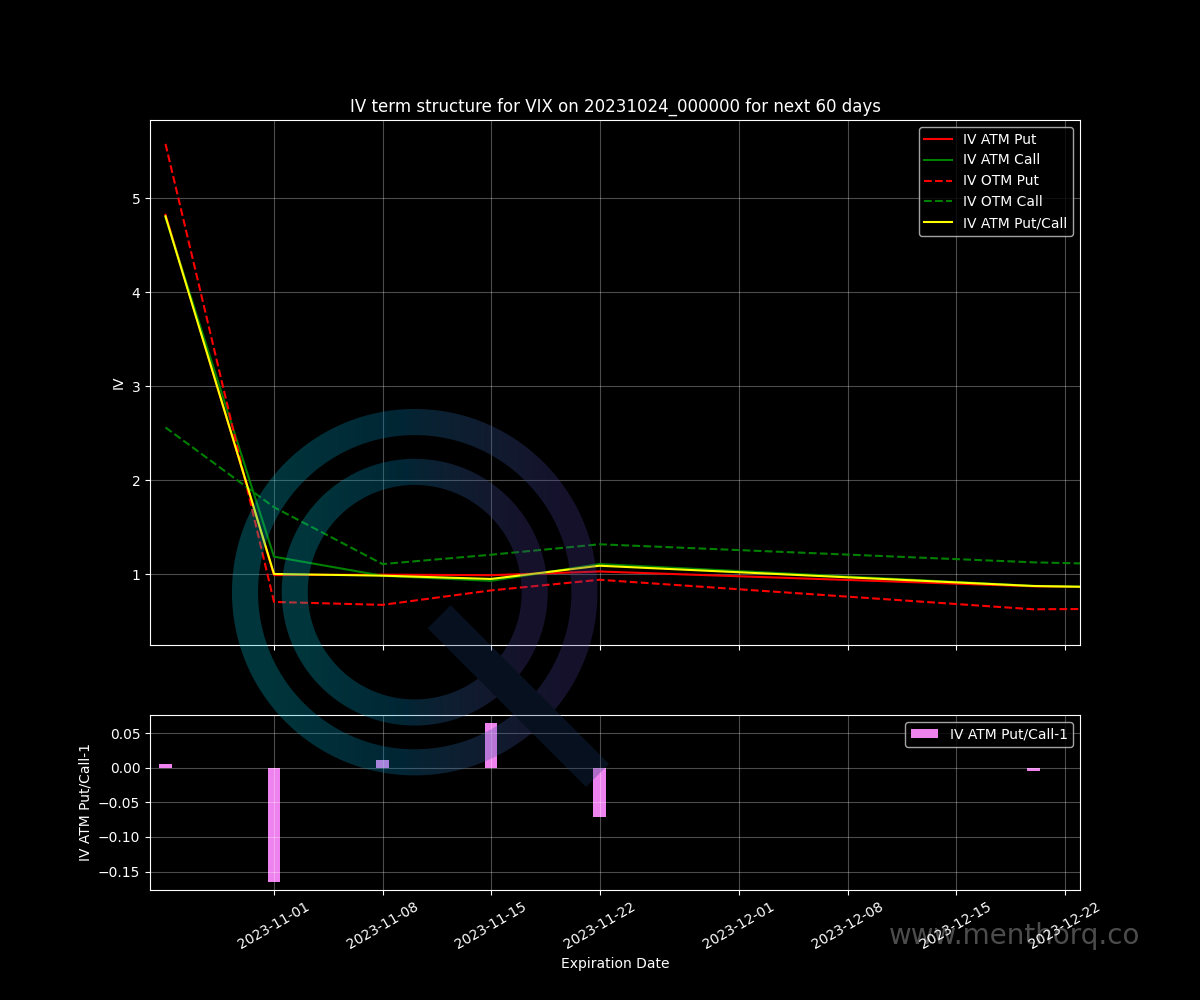 IV term structure for VIX on 20231024_000000 for next 60 days
IV ATM Put
IV ATM Call
IV OTM Put
IV OTM Call
IV ATM Put/Call
5
4
3
2
1
IV
IV ATM Put/Call-1
0.05
0.00
−0.05
−0.10
−0.15
IV ATM Put/Call-1
2023-11-01
2023-11-08
2023-11-15
2023-11-22
2023-12-01
2023-12-08
2023-12-15
2023-12-22
www.menthorq.co
Expiration Date